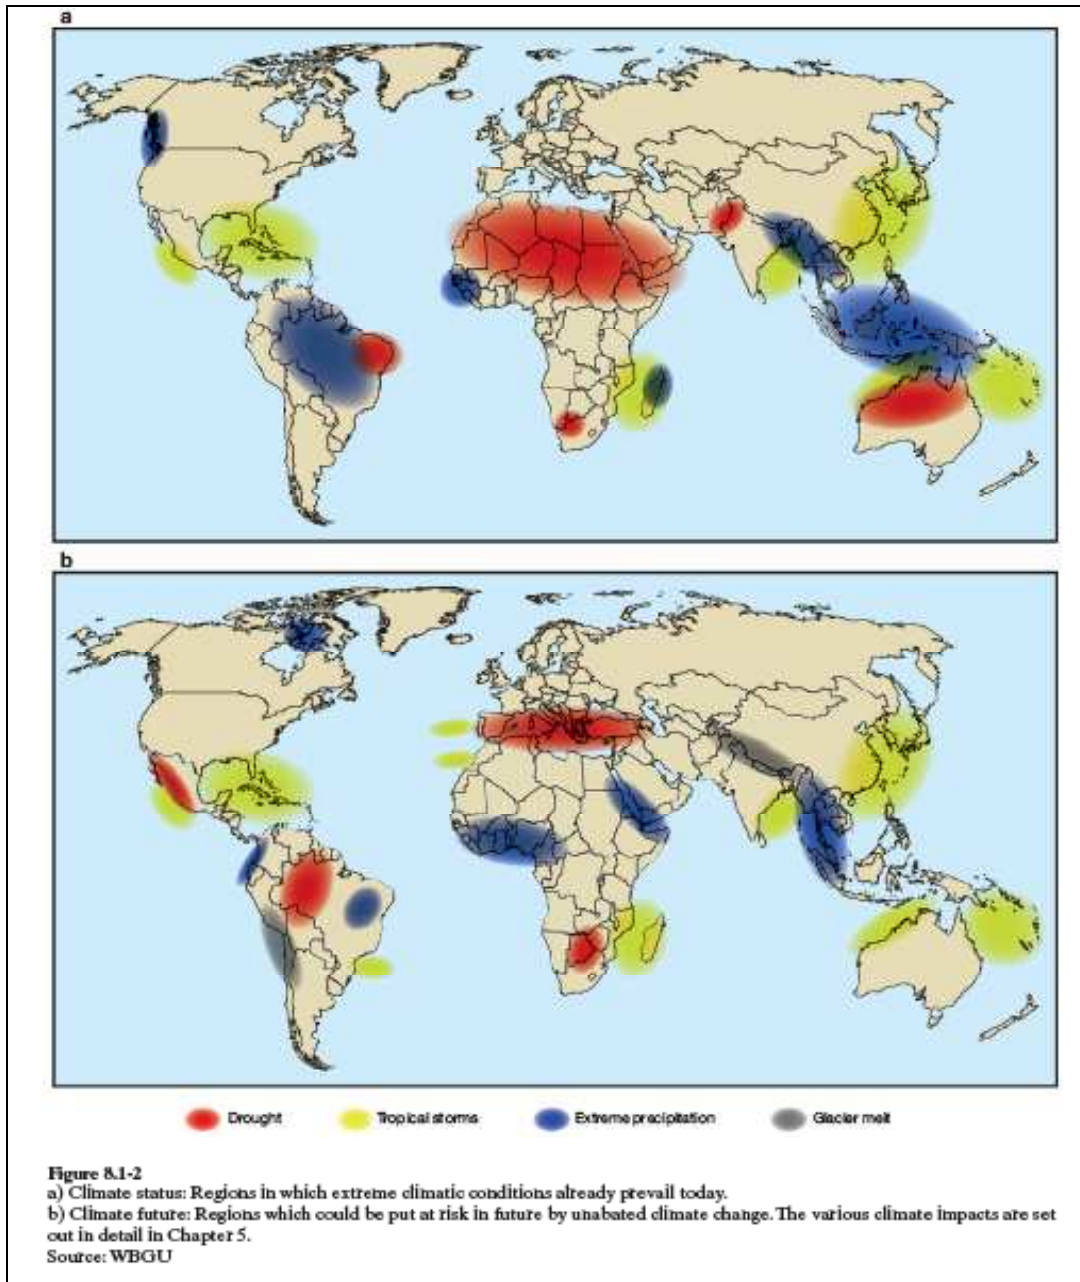 a
b
Drought
Tropical storms
Extreme precipitation
Glacier melt
Figure 8.1-2
a) Climate status: Regions in which extreme climatic conditions already prevail today.
b) Climate future: Regions which could be put at risk in future by unabated climate change. The various climate impacts are set
out in detail in Chapter 5.
Source: WBGU